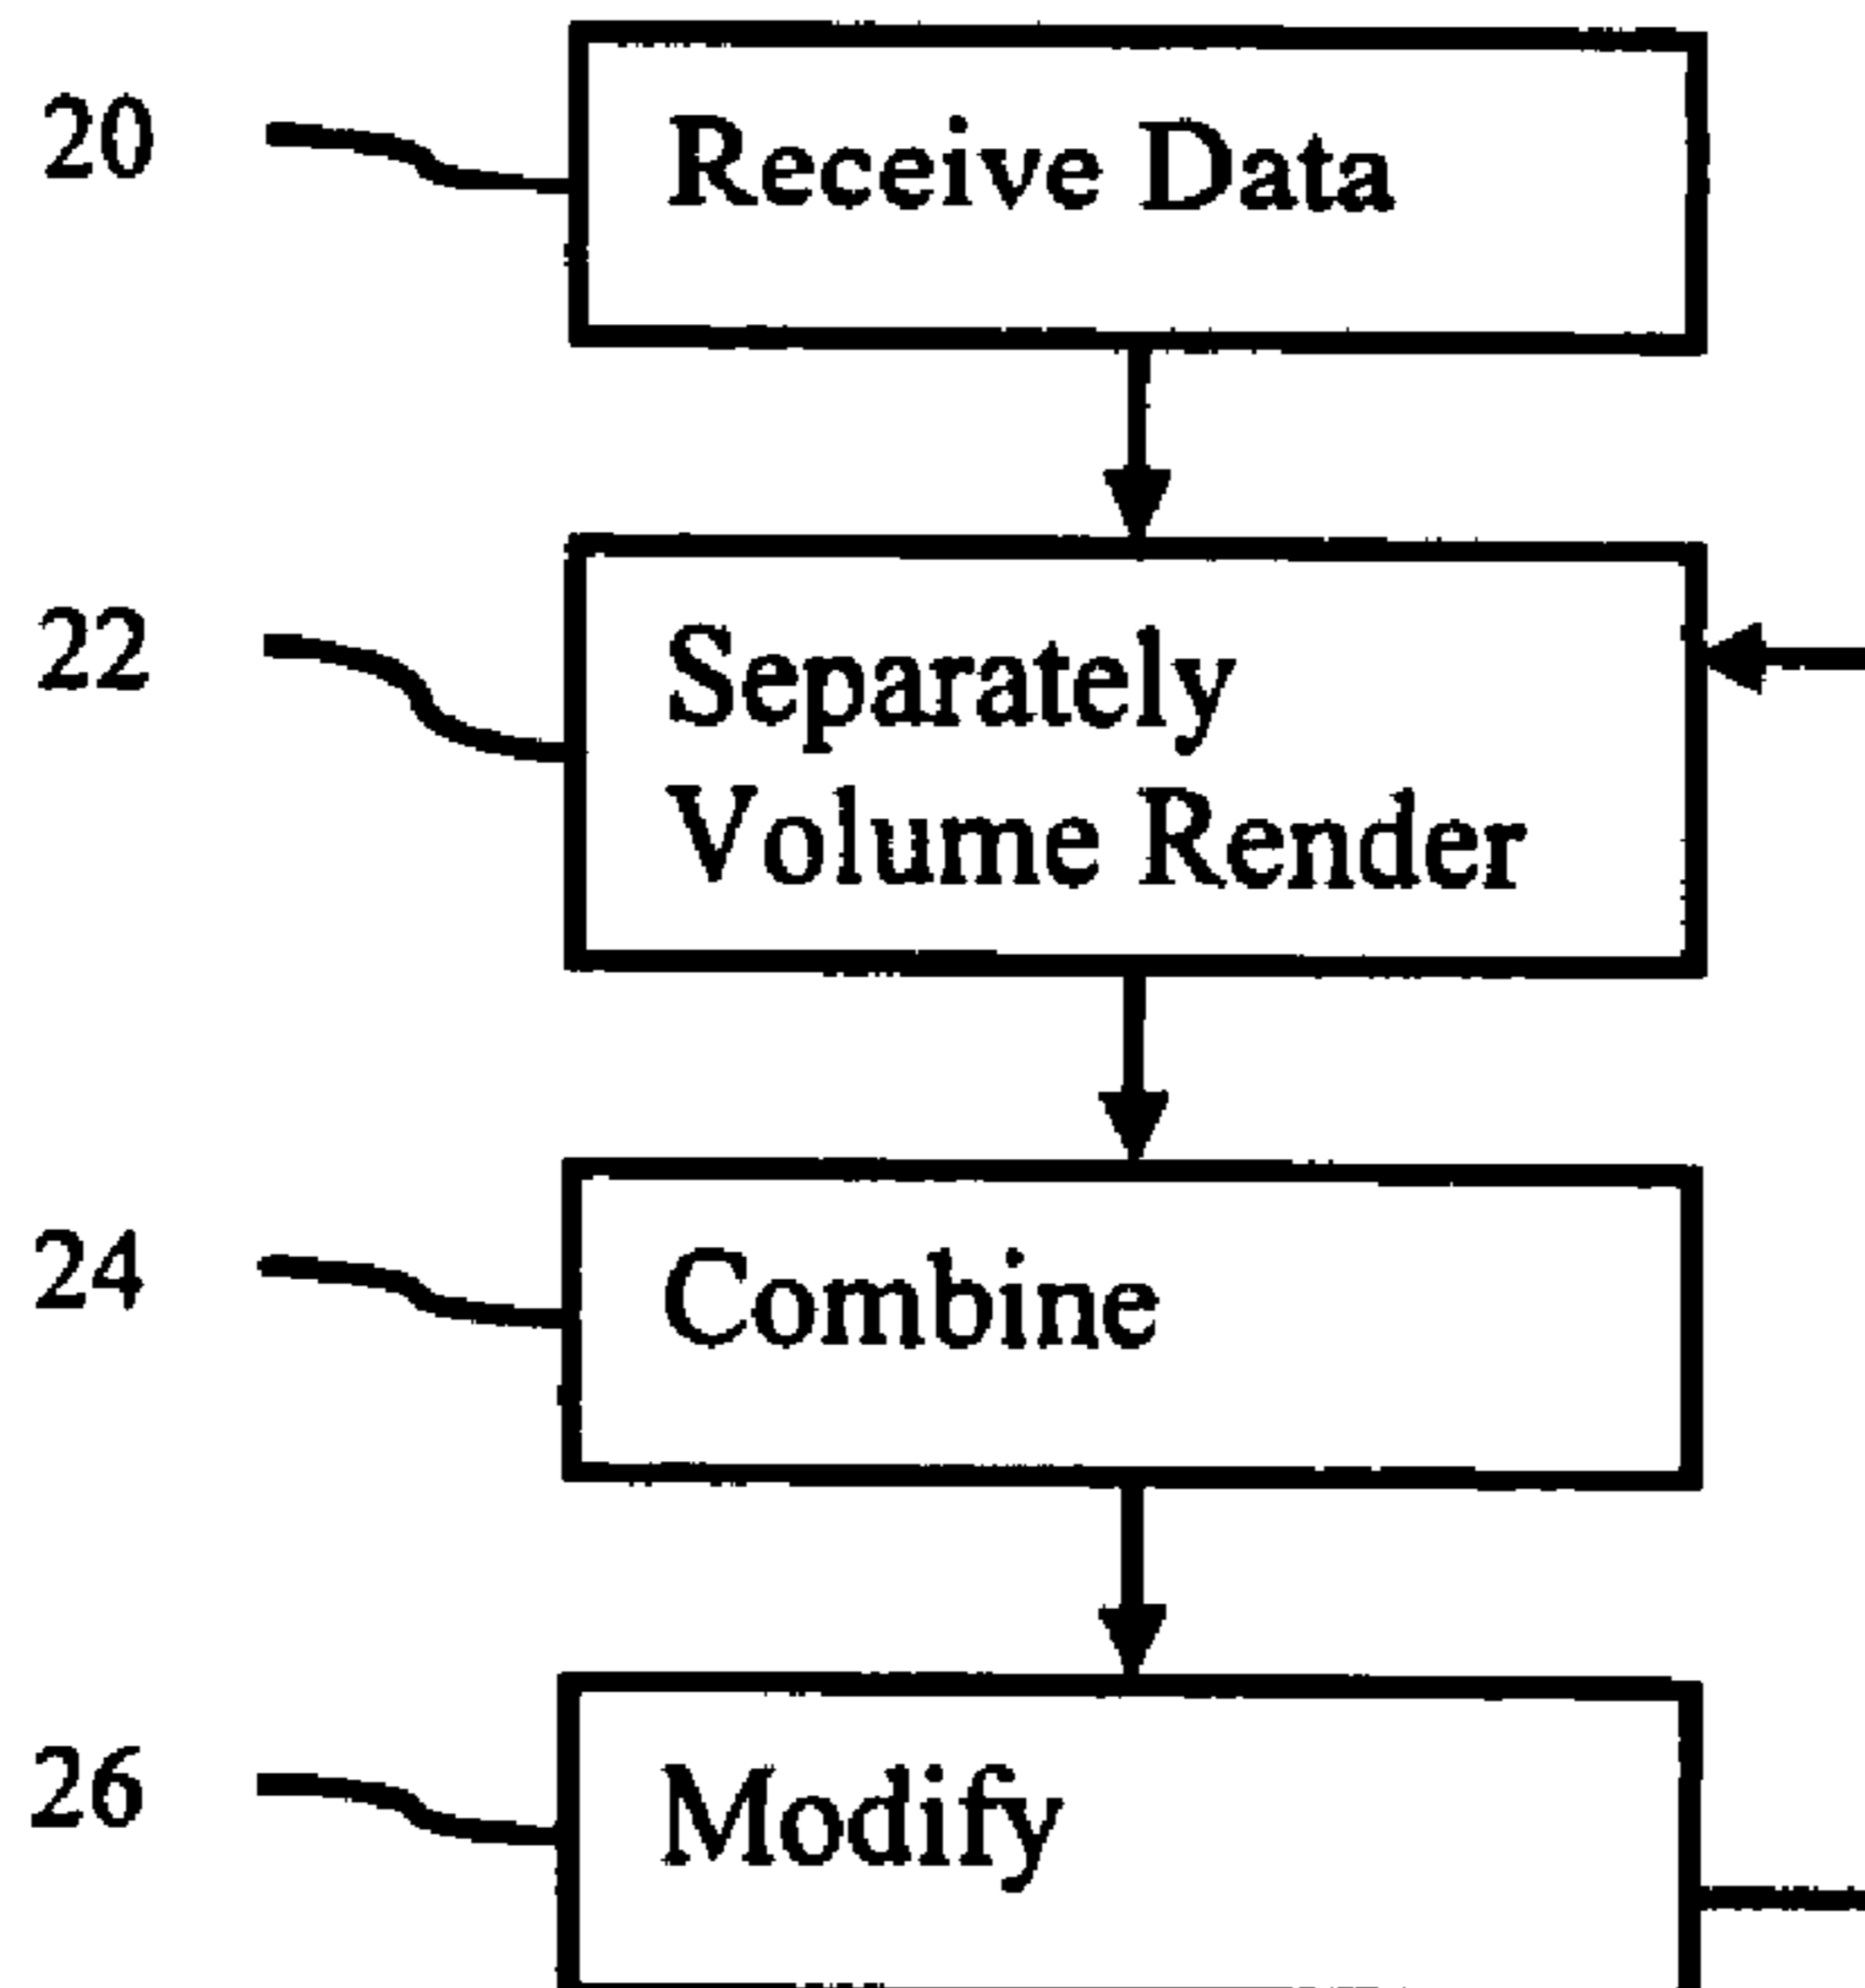 20
Receive Data
22
Separately
Volume Render
24
Combine
26
Modify